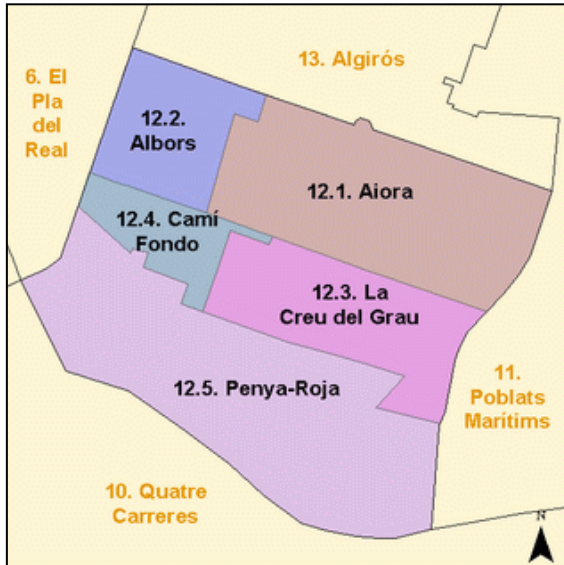 13. Algirós
6. El
Pla
del
Real
12.2.
Albors
12.1. Aiora
12.4. Camí
Fondo
12.3. La
Creu del Grau
12.5. Penya-Roja
11.
Poblats
Marítims
10. Quatre
Carreres
N